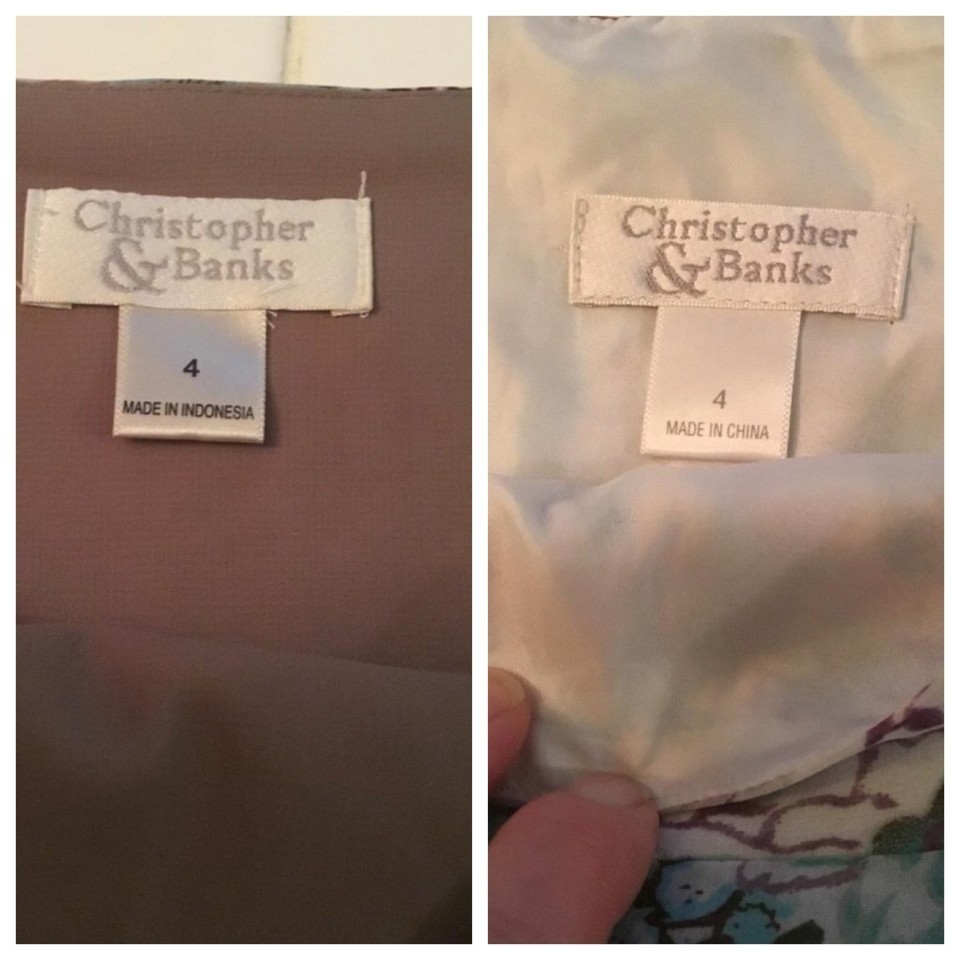 Christopher
& Banks
4
MADE IN INDONESIA
Christopher
& Banks
4
MADE IN CHINA